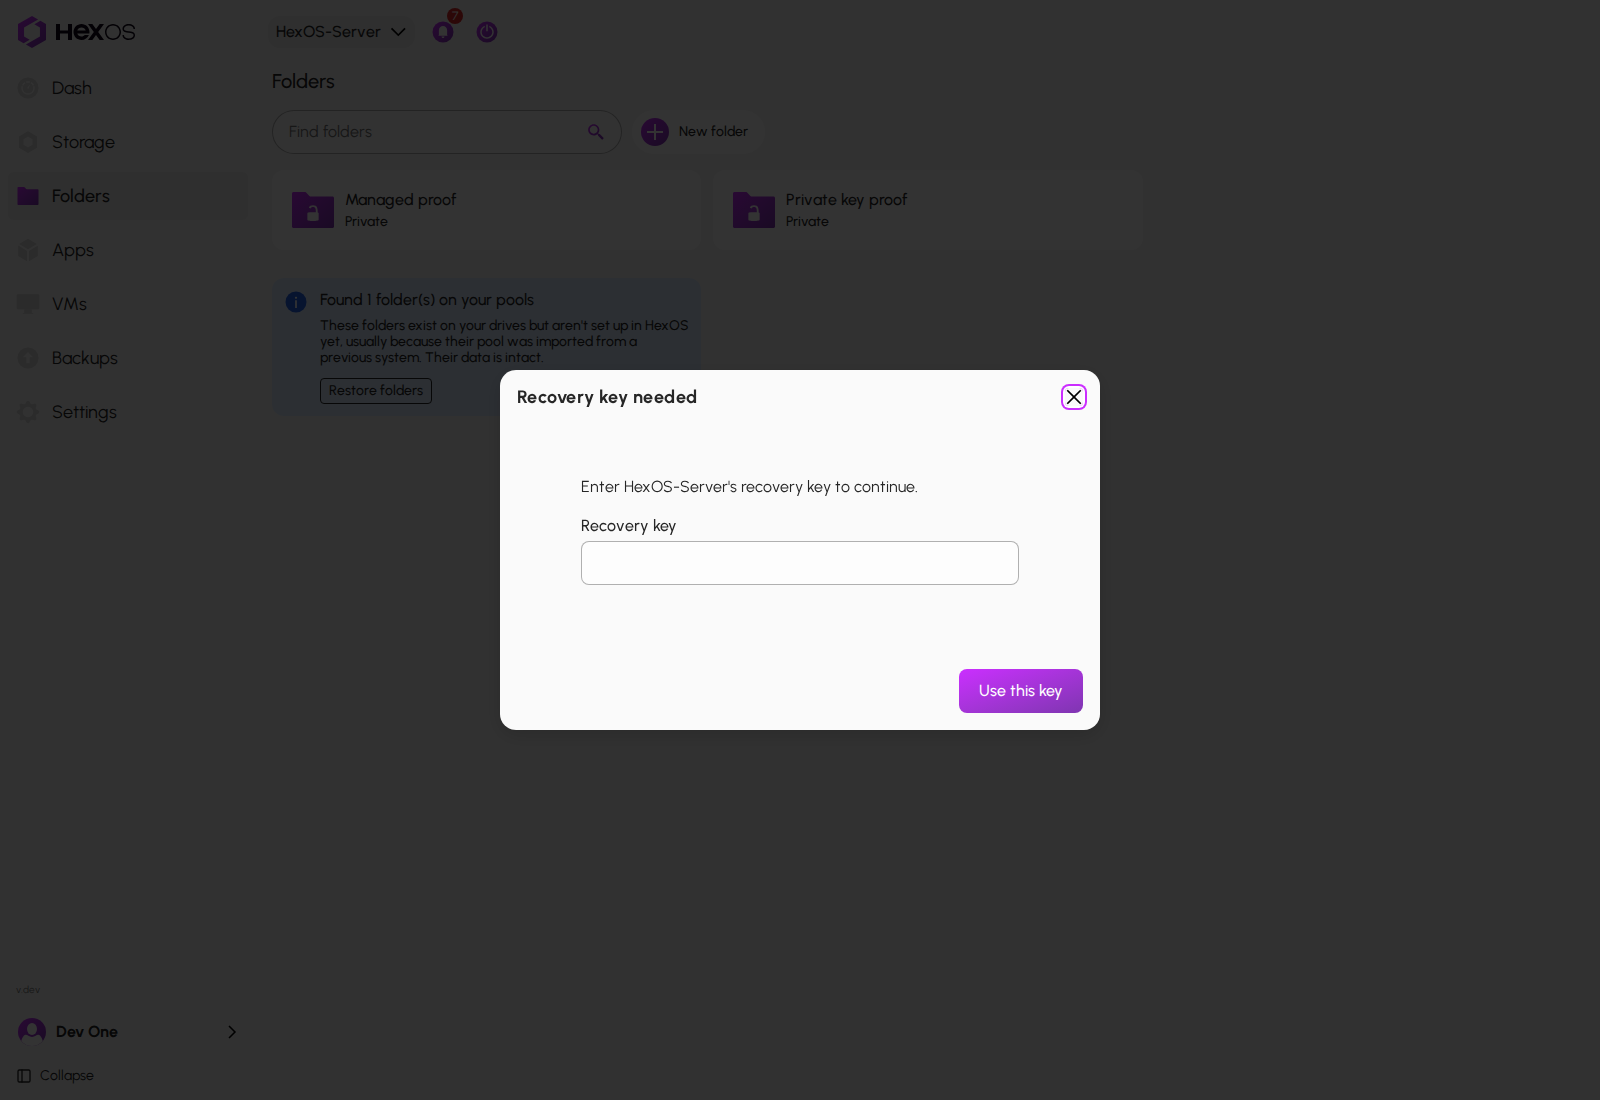 HexOS
HexOS-Server
7
Dash
Storage
Folders
Apps
VMs
Backups
Settings
Folders
Find folders
New folder
Managed proof
Private
Private key proof
Private
Found 1 folder(s) on your pools
These folders exist on your drives but aren't set up in HexOS
yet, usually because their pool was imported from a
previous system. Their data is intact.
Restore folders
Recovery key needed
Enter HexOS-Server's recovery key to continue.
Recovery key
Use this key
v.dev
Dev One
Collapse